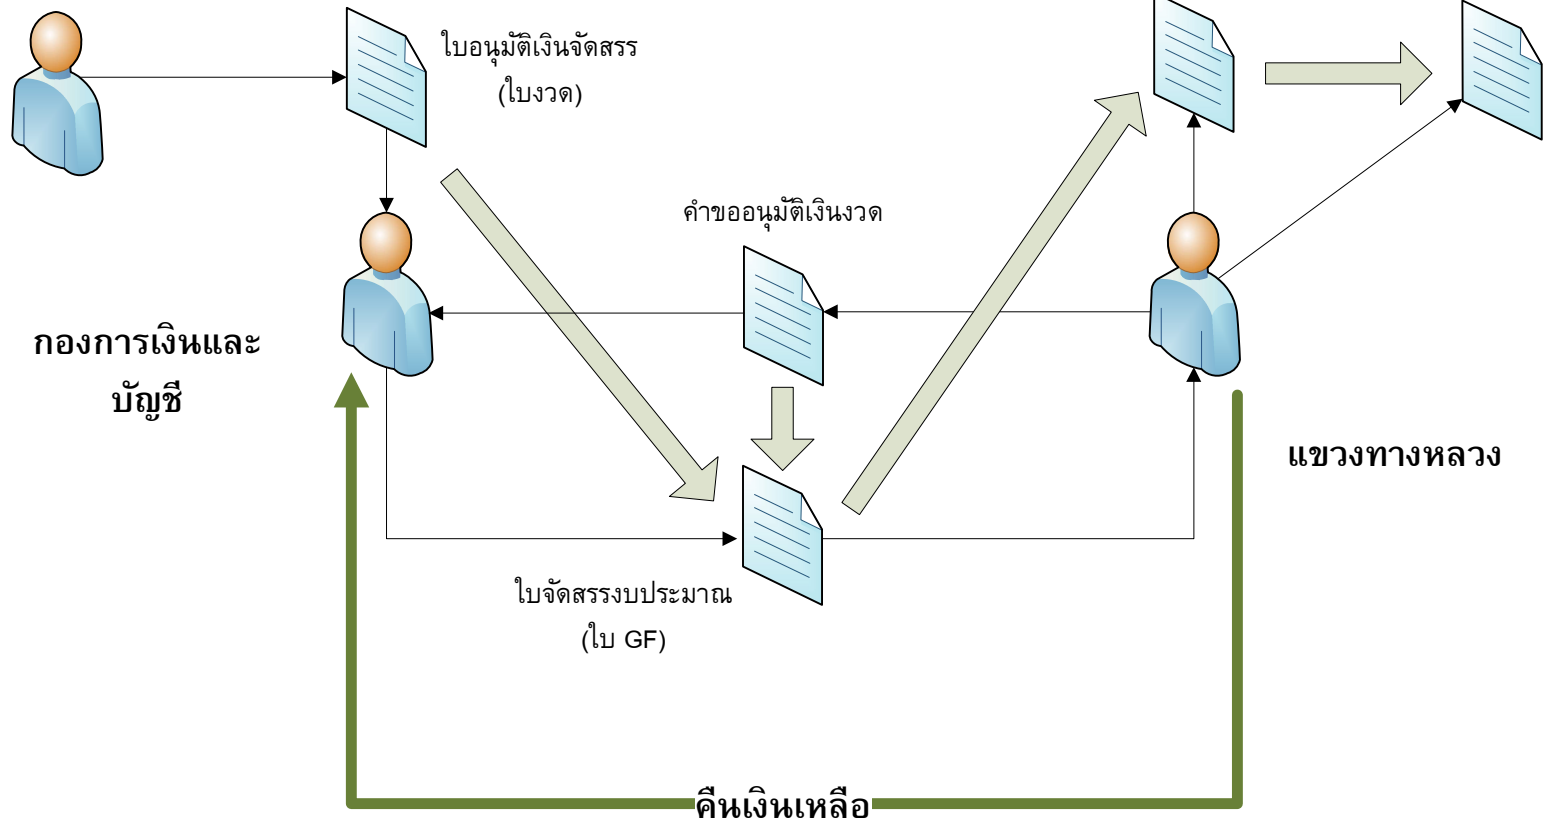 ใบอนุมัติเงินจัดสรร
(ใบงวด)
คำขออนุมัติเงินงวด
กองการเงินและ
บัญชี
แขวงทางหลวง
ใบจัดสรรงบประมาณ
(ใบ GF)
คืนเงินเหลือ